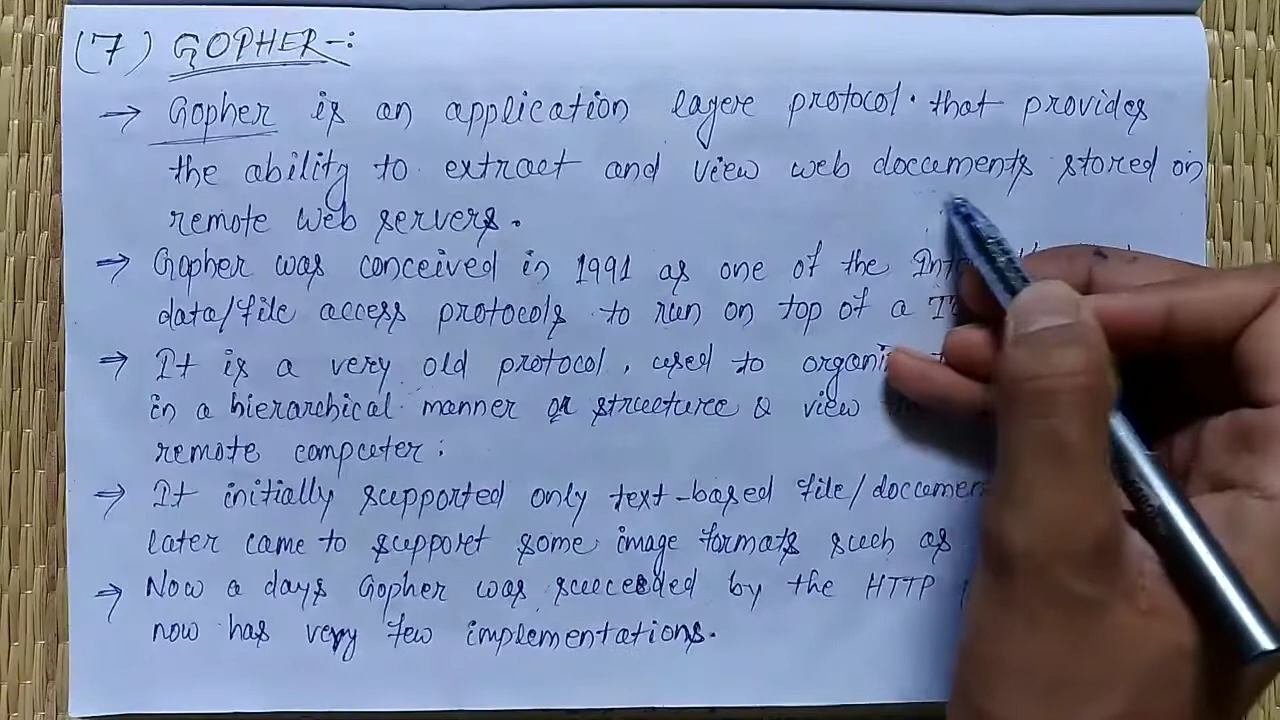 (7) GOPHER-:
→ Gopher is an application layer protocol. that provides
the ability to extract and view web documents stored on
remote web servers.
⇒ Gopher was conceived in 1991 as one of the
data/file access protocols to run on top of a
⇒ It is a very old protocol, used to
in a hierarchical manner or structure & view
remote computer.
⇒ It initially supported only text-based file/
later came to support some image formats such as
⇒ Now a days Gopher was succeeded by the HTTP
now has very few implementations.